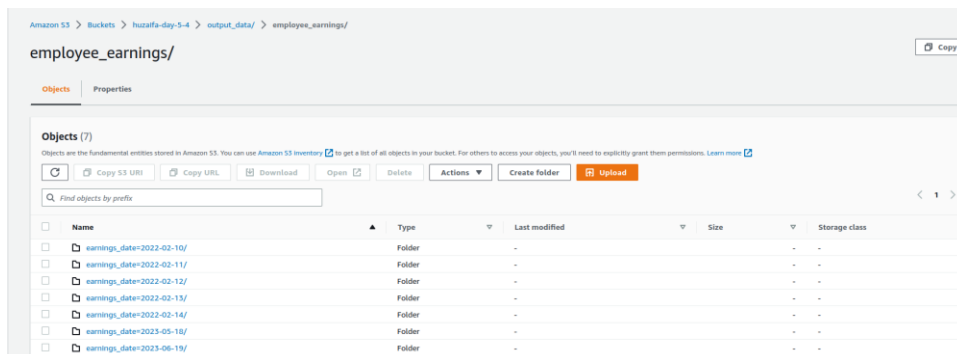 Amazon S3 > Buckets > huzaifa-day-5-4 > output_data/ > employee_earnings/
employee_earnings/
Copy
Objects Properties
Objects (7)
Objects are the fundamental entities stored in Amazon S3. You can use Amazon S3 inventory to get a list of all objects in your bucket. For others to access your objects, you'll need to explicitly grant them permissions. Learn more
Copy S3 URI Copy URL Download Open Delete Actions Create folder Upload
Find objects by prefix
< 1 >
Name Type Last modified Size Storage class
earnings_date=2022-02-10/ Folder - - -
earnings_date=2022-02-11/ Folder - - -
earnings_date=2022-02-12/ Folder - - -
earnings_date=2022-02-13/ Folder - - -
earnings_date=2022-02-14/ Folder - - -
earnings_date=2023-05-18/ Folder - - -
earnings_date=2023-06-19/ Folder - - -